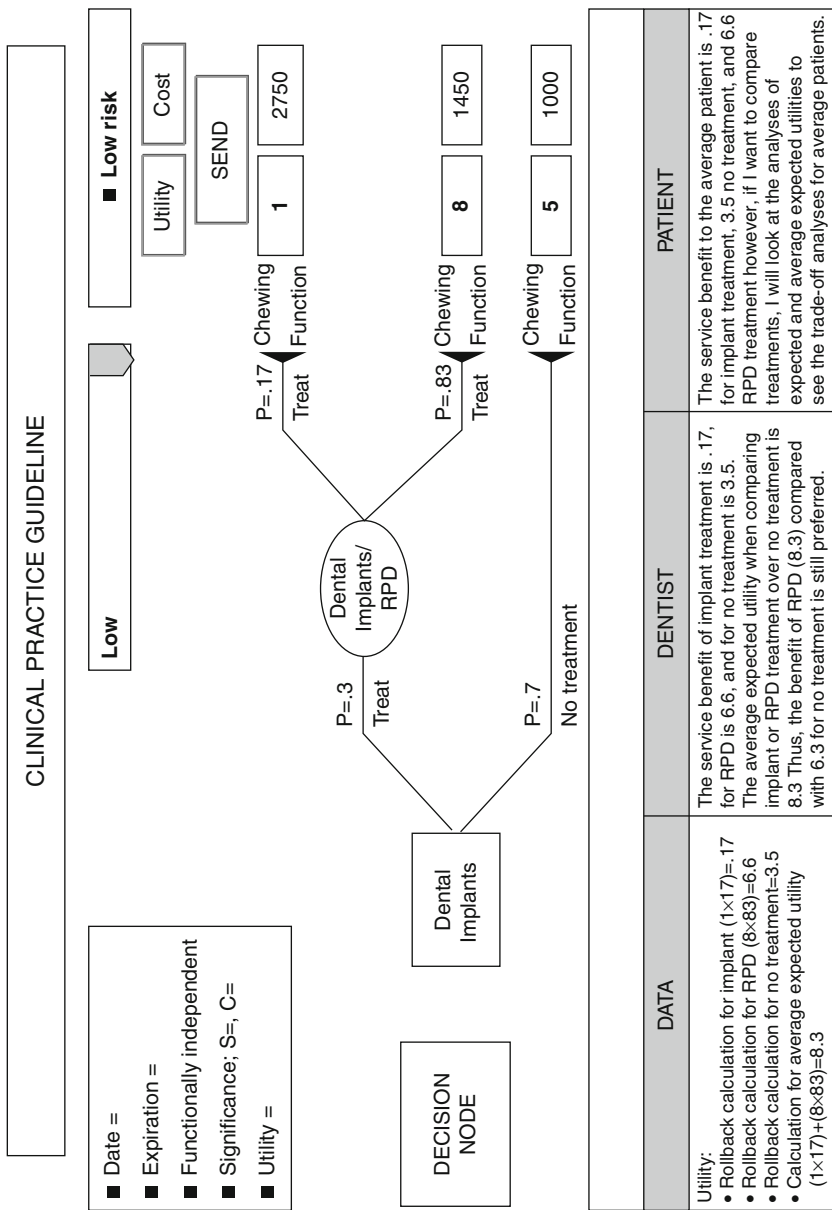 CLINICAL PRACTICE GUIDELINE
■ Date =
■ Expiration =
■ Functionally independent
■ Significance; S=, C=
■ Utility =
Low
■ Low risk
Utility
Cost
SEND
DECISION
NODE
Dental
Implants
P=.3
Treat
P=.7
No treatment
Dental
Implants/
RPD
P=.17
Treat
P=.83
Treat
Chewing
Function
1
2750
Chewing
Function
8
1450
Chewing
Function
5
1000
DATA
Utility:
• Rollback calculation for implant (1×17)=.17
• Rollback calculation for RPD (8×83)=6.6
• Rollback calculation for no treatment=3.5
• Calculation for average expected utility
(1×17)+(8×83)=8.3
DENTIST
The service benefit of implant treatment is .17,
for RPD is 6.6, and for no treatment is 3.5.
The average expected utility when comparing
implant or RPD treatment over no treatment is
8.3 Thus, the benefit of RPD (8.3) compared
with 6.3 for no treatment is still preferred.
PATIENT
The service benefit to the average patient is .17
for implant treatment, 3.5 no treatment, and 6.6
RPD treatment however, if I want to compare
treatments, I will look at the analyses of
expected and average expected utilities to
see the trade-off analyses for average patients.